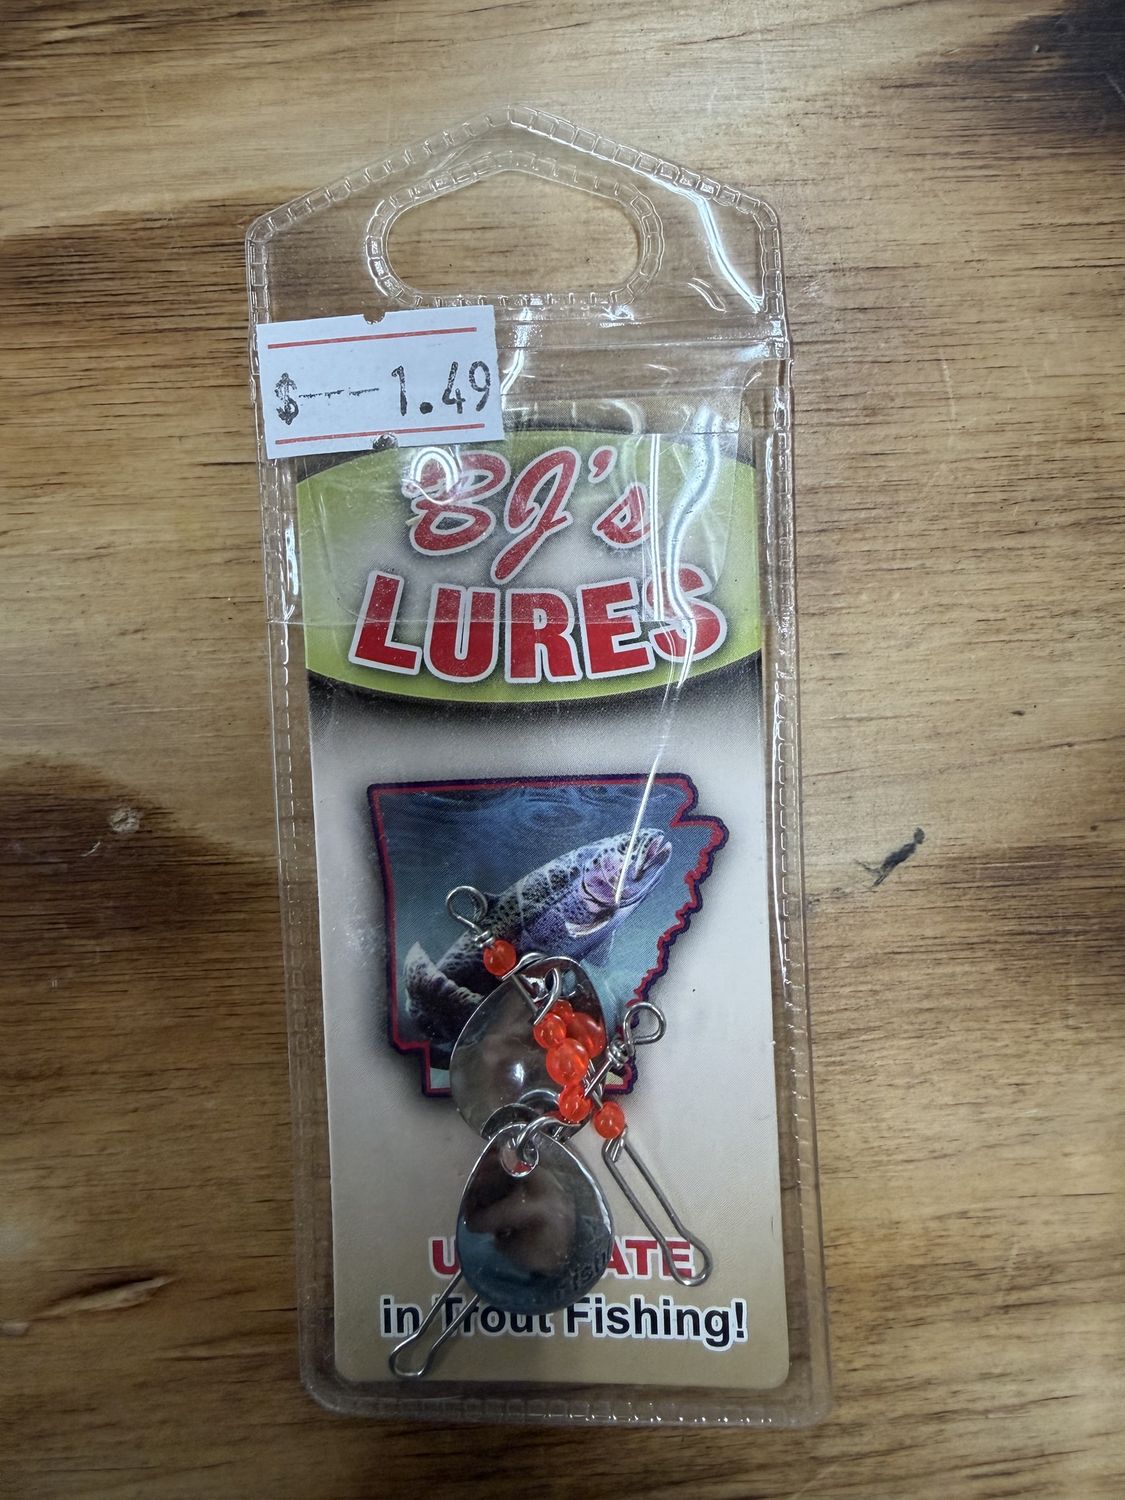 $--- 1.49
BJ's
LURES
in Trout Fishing!